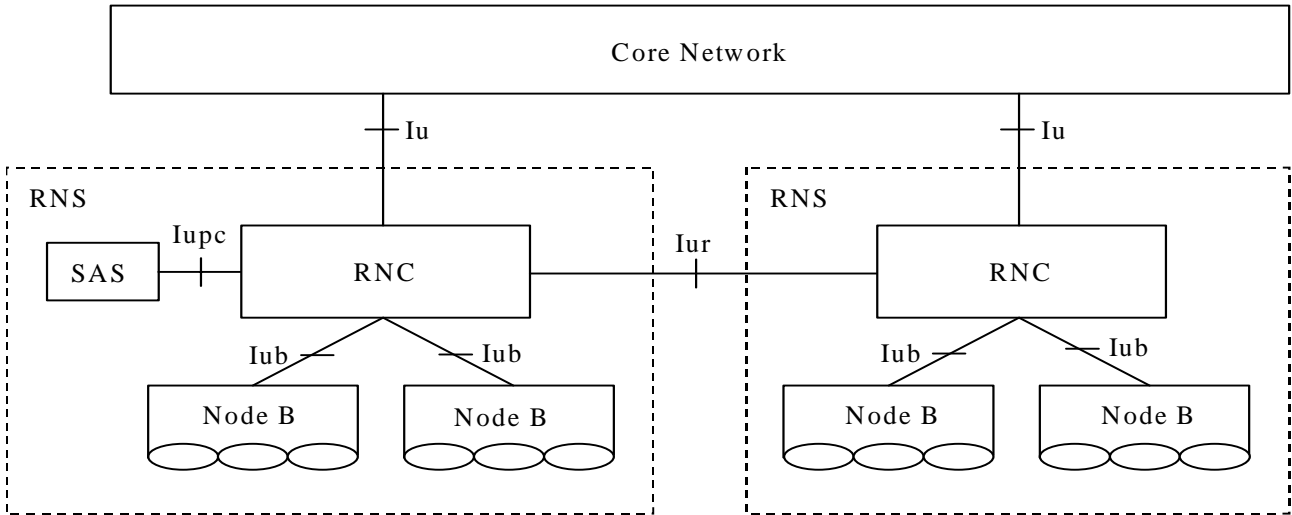 Core Network
Iu
Iu
RNS
RNS
Iupc
Iur
SAS
RNC
RNC
Iub
Iub
Iub
Iub
Node B
Node B
Node B
Node B